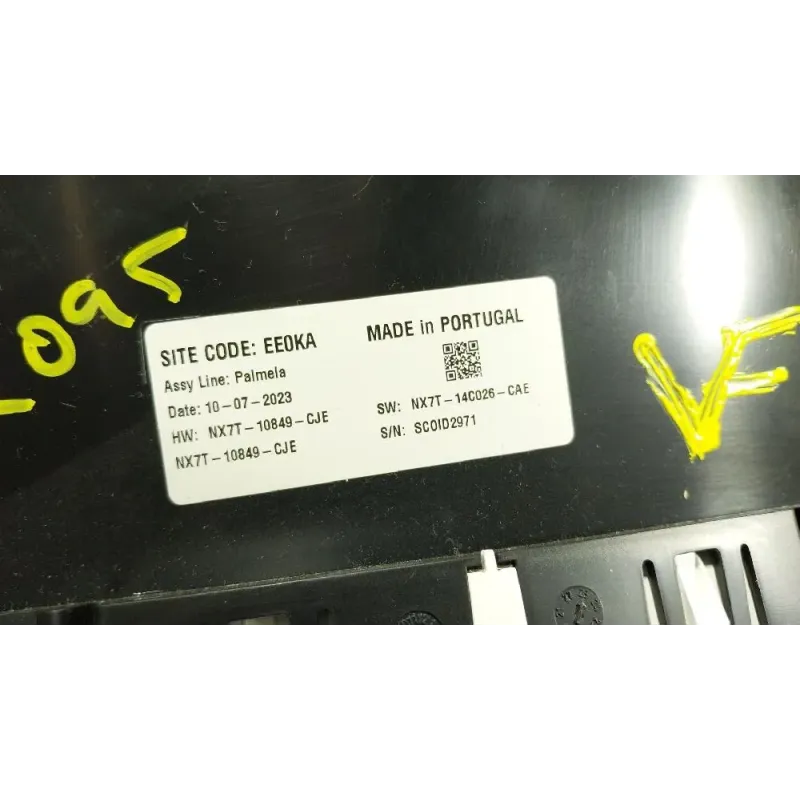 095
SITE CODE: EE0KA
MADE in PORTUGAL
Assy Line: Palmela
Date: 10-07-2023
HW: NX7T-10849-CJE
SW: NX7T-14C026-CAE
NX7T-10849-CJE
S/N: SC0ID2971
VF